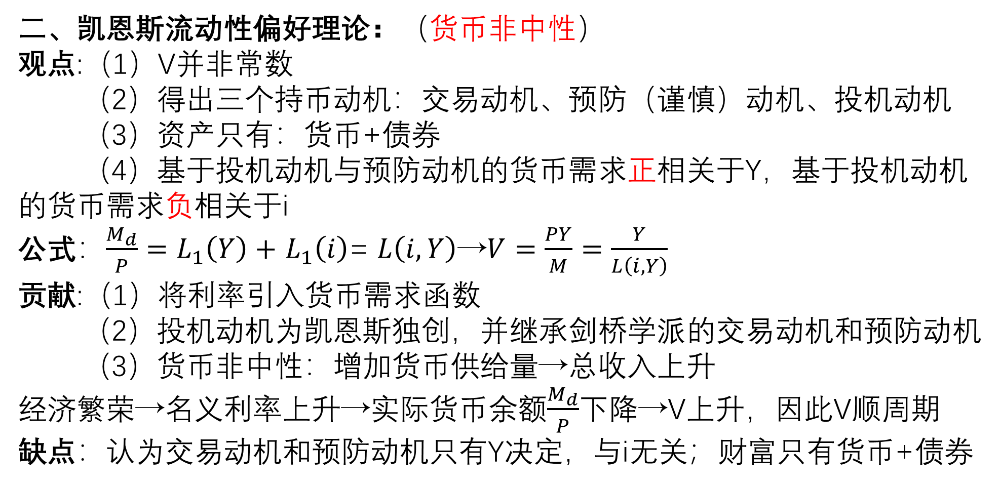 二、凯恩斯流动性偏好理论：（货币非中性）
观点:（1）V并非常数
（2）得出三个持币动机：交易动机、预防（谨慎）动机、投机动机
（3）资产只有：货币+债券
（4）基于投机动机与预防动机的货币需求正相关于Y，基于投机动机
的货币需求负相关于i
公式：$\frac{M_d}{P} = L_1(Y) + L_1(i) = L(i,Y) → V = \frac{PY}{M} = \frac{Y}{L(i,Y)}$
贡献:（1）将利率引入货币需求函数
（2）投机动机为凯恩斯独创，并继承剑桥学派的交易动机和预防动机
（3）货币非中性：增加货币供给量→总收入上升
经济繁荣→名义利率上升→实际货币余额$\frac{M_d}{P}$下降→V上升，因此V顺周期
缺点：认为交易动机和预防动机只有Y决定，与i无关；财富只有货币+债券